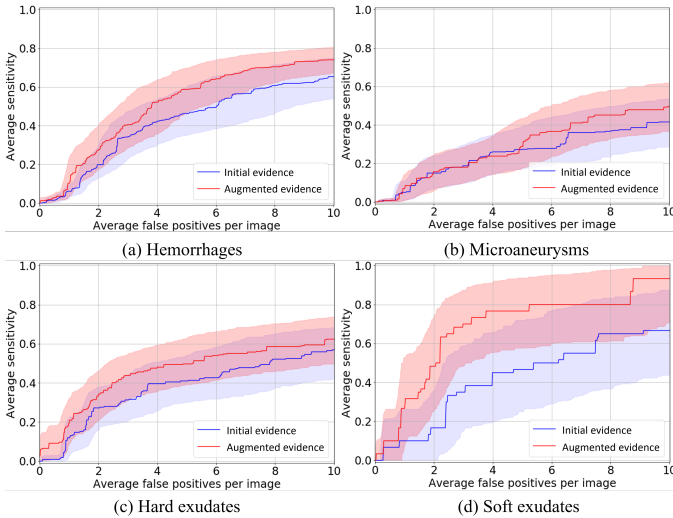 1.0
0.8
0.6
0.4
0.2
0.0
Average sensitivity
Initial evidence
Augmented evidence
0 2 4 6 8 10
Average false positives per image
(a) Hemorrhages
1.0
0.8
0.6
0.4
0.2
0.0
Average sensitivity
Initial evidence
Augmented evidence
0 2 4 6 8 10
Average false positives per image
(b) Microaneurysms
1.0
0.8
0.6
0.4
0.2
0.0
Average sensitivity
Initial evidence
Augmented evidence
0 2 4 6 8 10
Average false positives per image
(c) Hard exudates
1.0
0.8
0.6
0.4
0.2
0.0
Average sensitivity
Initial evidence
Augmented evidence
0 2 4 6 8 10
Average false positives per image
(d) Soft exudates